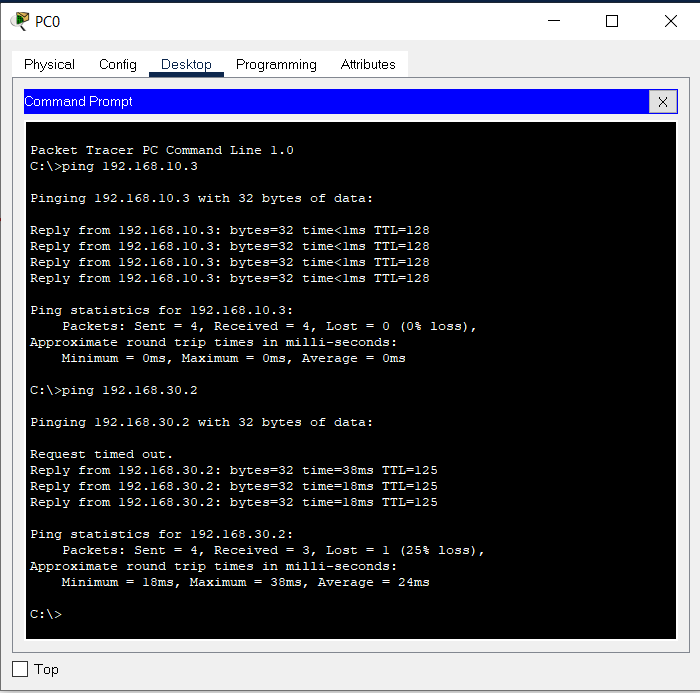 PC0
Physical Config Desktop Programming Attributes
Command Prompt
X
Packet Tracer PC Command Line 1.0
C:\>ping 192.168.10.3
Pinging 192.168.10.3 with 32 bytes of data:
Reply from 192.168.10.3: bytes=32 time<1ms TTL=128
Reply from 192.168.10.3: bytes=32 time<1ms TTL=128
Reply from 192.168.10.3: bytes=32 time<1ms TTL=128
Reply from 192.168.10.3: bytes=32 time<1ms TTL=128
Ping statistics for 192.168.10.3:
    Packets: Sent = 4, Received = 4, Lost = 0 (0% loss),
Approximate round trip times in milli-seconds:
    Minimum = 0ms, Maximum = 0ms, Average = 0ms
C:\>ping 192.168.30.2
Pinging 192.168.30.2 with 32 bytes of data:
Request timed out.
Reply from 192.168.30.2: bytes=32 time=38ms TTL=125
Reply from 192.168.30.2: bytes=32 time=18ms TTL=125
Reply from 192.168.30.2: bytes=32 time=18ms TTL=125
Ping statistics for 192.168.30.2:
    Packets: Sent = 4, Received = 3, Lost = 1 (25% loss),
Approximate round trip times in milli-seconds:
    Minimum = 18ms, Maximum = 38ms, Average = 24ms
C:\>
Top